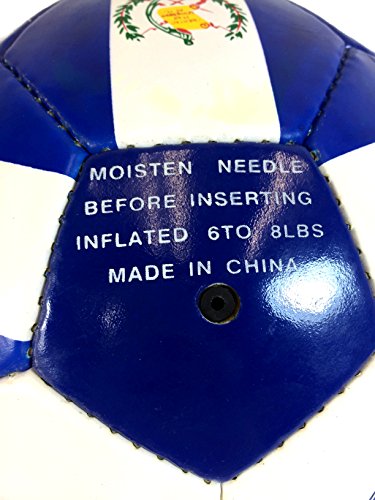 MOISTEN NEEDLE
BEFORE INSERTING
INFLATED 6TO 8LBS
MADE IN CHINA